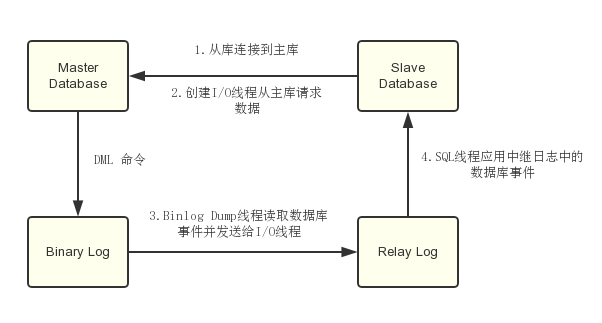 1.从库连接到主库
Master
Database
Slave
Database
2.创建I/O线程从主库请求
数据
DML 命令
4.SQL线程应用中继日志中的
数据库事件
3.Binlog Dump线程读取数据库
事件并发送给I/O线程
Binary Log
Relay Log